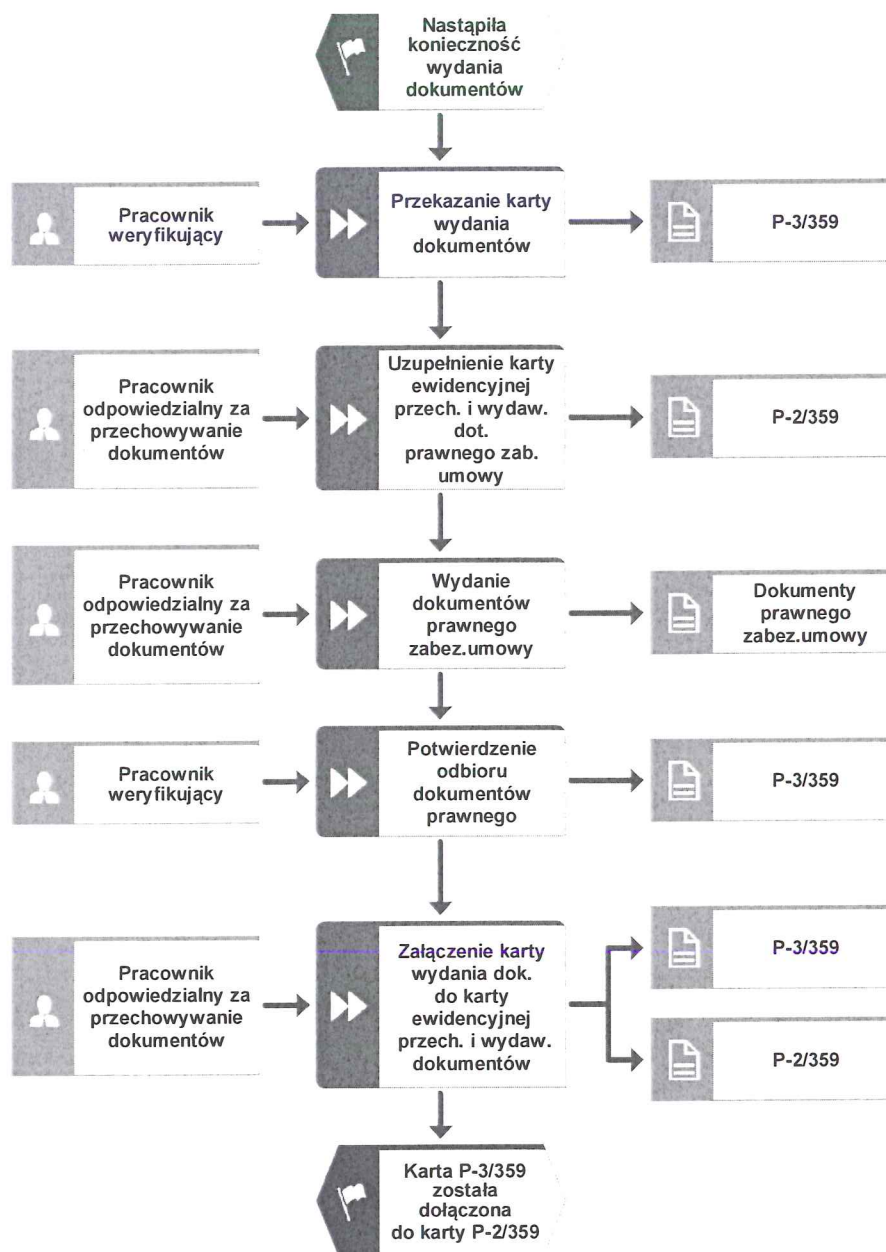 Nastąpiła
konieczność
wydania
dokumentów
Pracownik
weryfikujący
Przekazanie karty
wydania
dokumentów
P-3/359
Pracownik
odpowiedzialny za
przechowywanie
dokumentów
Uzupełnienie karty
ewidencyjnej
przech. i wydaw.
dot.
prawnego zab.
umowy
P-2/359
Pracownik
odpowiedzialny za
przechowywanie
dokumentów
Wydanie
dokumentów
prawnego
zabez.umowy
Dokumenty
prawnego
zabez.umowy
Pracownik
weryfikujący
Potwierdzenie
odbioru
dokumentów
prawnego
P-3/359
Pracownik
odpowiedzialny za
przechowywanie
dokumentów
Załączenie karty
wydania dok.
do karty
ewidencyjnej
przech. i wydaw.
dokumentów
P-3/359
P-2/359
Karta P-3/359
została
dołączona
do karty P-2/359